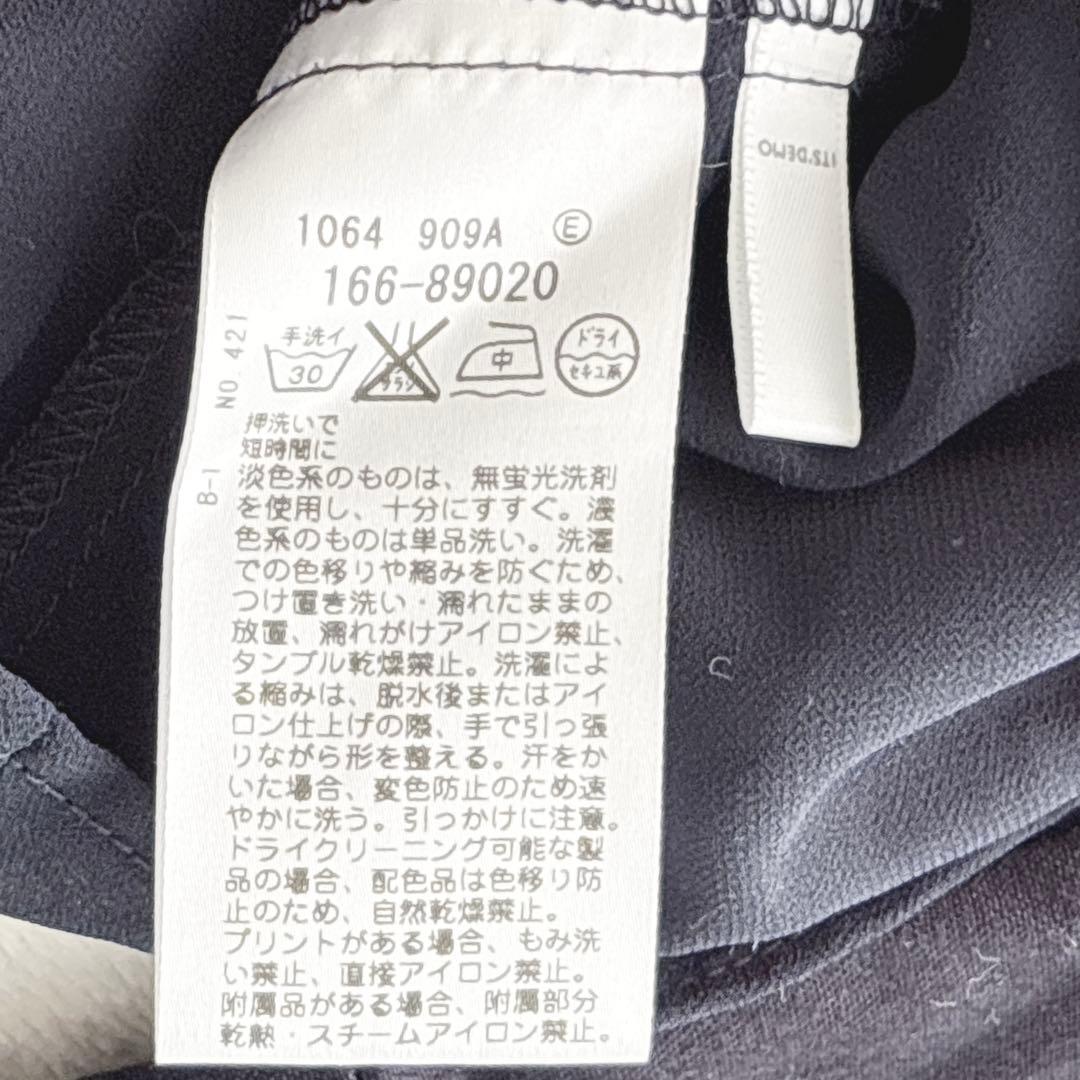 ITS'DEMO
1064 909A Ⓔ
166-89020
手洗イ
30
中
ドライ
セキユ系
NO.421
B-1
押洗いで
短時間に
淡色系のものは、無蛍光洗剤
を使用し、十分にすすぐ。濃
色系のものは単品洗い。洗濯
での色移りや縮みを防ぐため、
つけ置き洗い・濡れたままの
放置、濡れがけアイロン禁止、
タンブル乾燥禁止。洗濯によ
る縮みは、脱水後またはアイ
ロン仕上げの際、手で引っ張
りながら形を整える。汗をか
いた場合、変色防止のため速
やかに洗う。引っかけに注意。
ドライクリーニング可能な製
品の場合、配色品は色移り防
止のため、自然乾燥禁止。
プリントがある場合、もみ洗
い禁止、直接アイロン禁止。
附属品がある場合、附属部分
乾熱・スチームアイロン禁止。